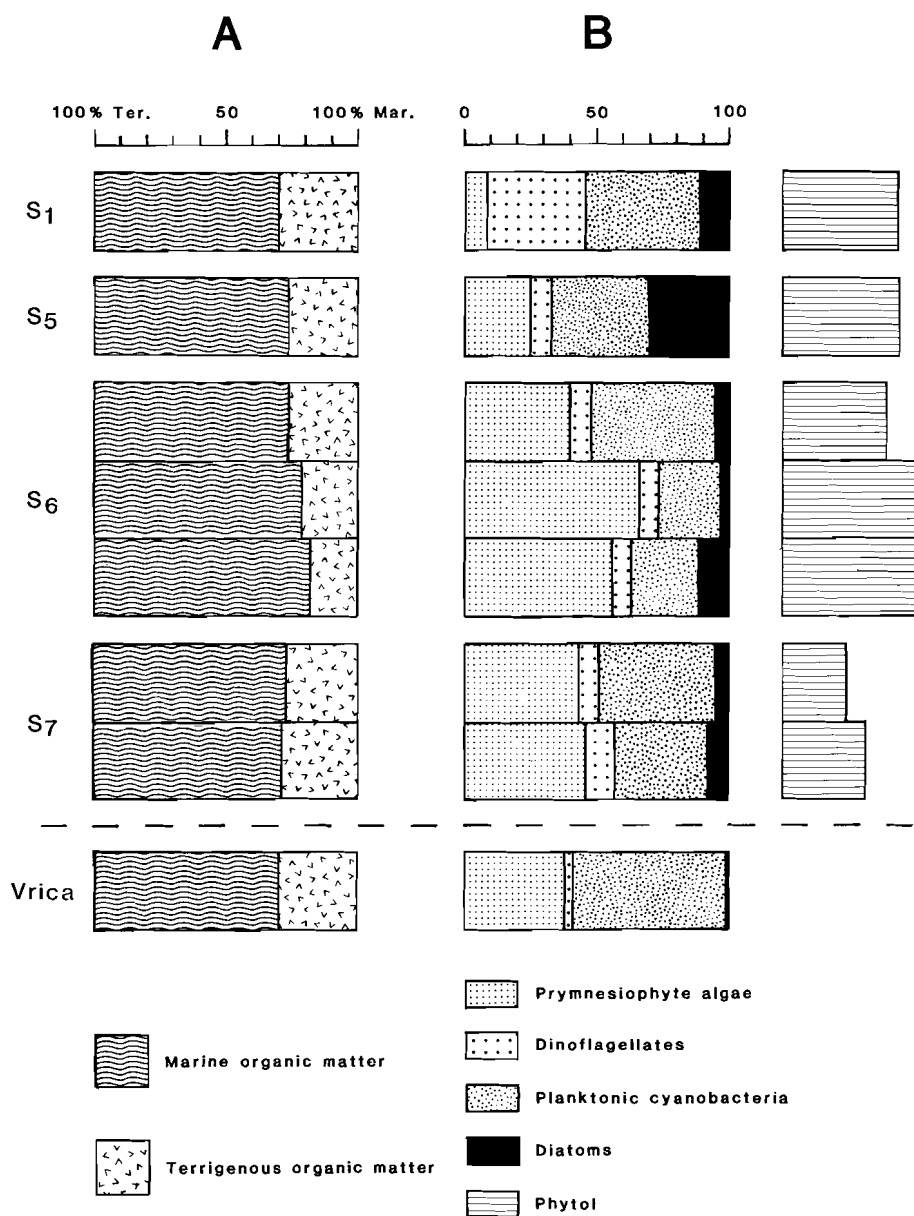 A B
100% Ter. 50 100% Mar. 0 50 100
S1
S5
S6
S7
Vrica
Prymnesiophyte algae
Dinoflagellates
Marine organic matter
Planktonic cyanobacteria
Diatoms
Terrigenous organic matter
Phytol